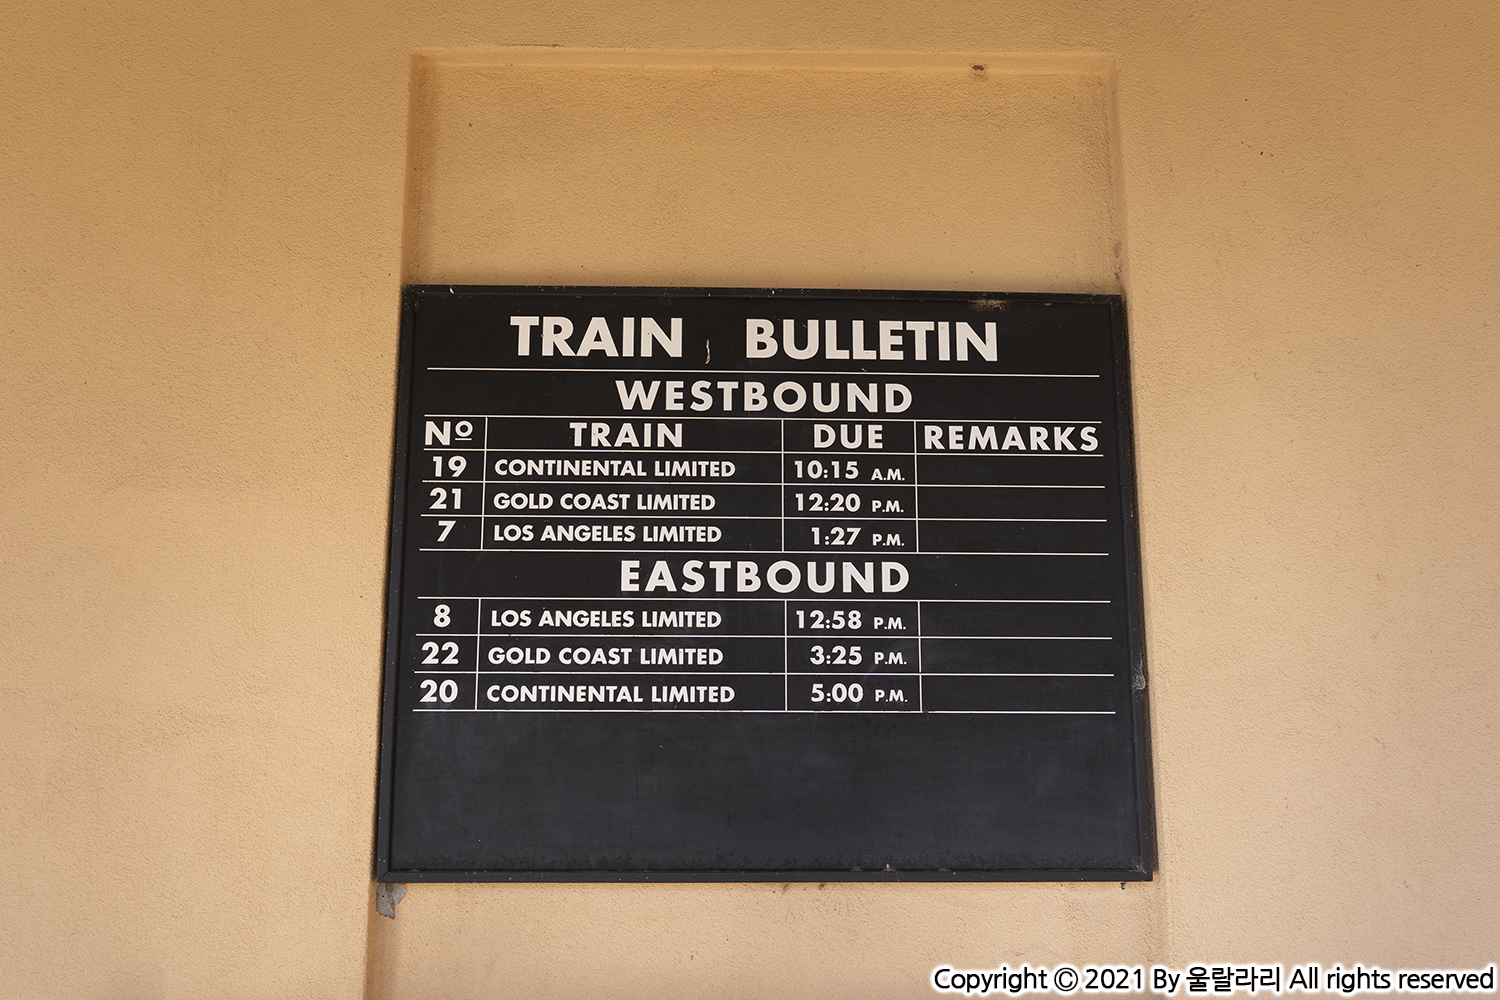 TRAIN BULLETIN
WESTBOUND
Nº TRAIN DUE REMARKS
19 CONTINENTAL LIMITED 10:15 A.M.
21 GOLD COAST LIMITED 12:20 P.M.
7 LOS ANGELES LIMITED 1:27 P.M.
EASTBOUND
8 LOS ANGELES LIMITED 12:58 P.M.
22 GOLD COAST LIMITED 3:25 P.M.
20 CONTINENTAL LIMITED 5:00 P.M.
Copyright © 2021 By 울랄라리 All rights reserved